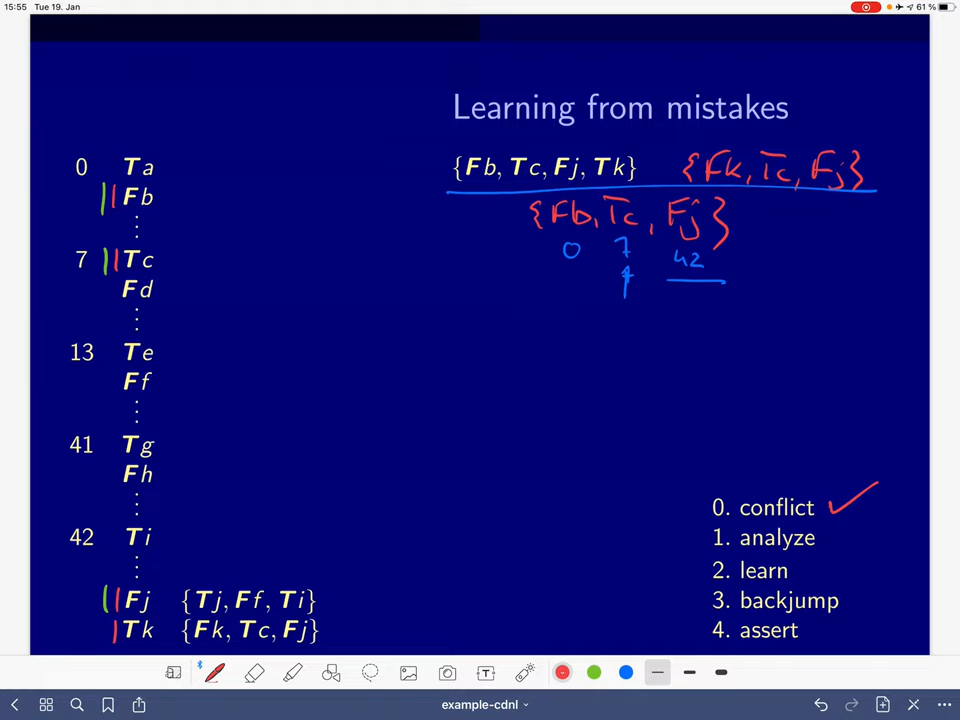 15:55 Tue 19. Jan 61 %
Learning from mistakes
0 Ta {Fb, Tc, Fj, Tk} {Fk, Tc, Fj}
Fb {Fb, Tc, Fj}
⋮ 0 7 42
7 Tc
Fd
⋮
13 Te
Ff
⋮
41 Tg
Fh
⋮ 0. conflict ✓
42 Ti 1. analyze
⋮ 2. learn
Fj {Tj, Ff, Ti} 3. backjump
Tk {Fk, Tc, Fj} 4. assert
example-cdnl